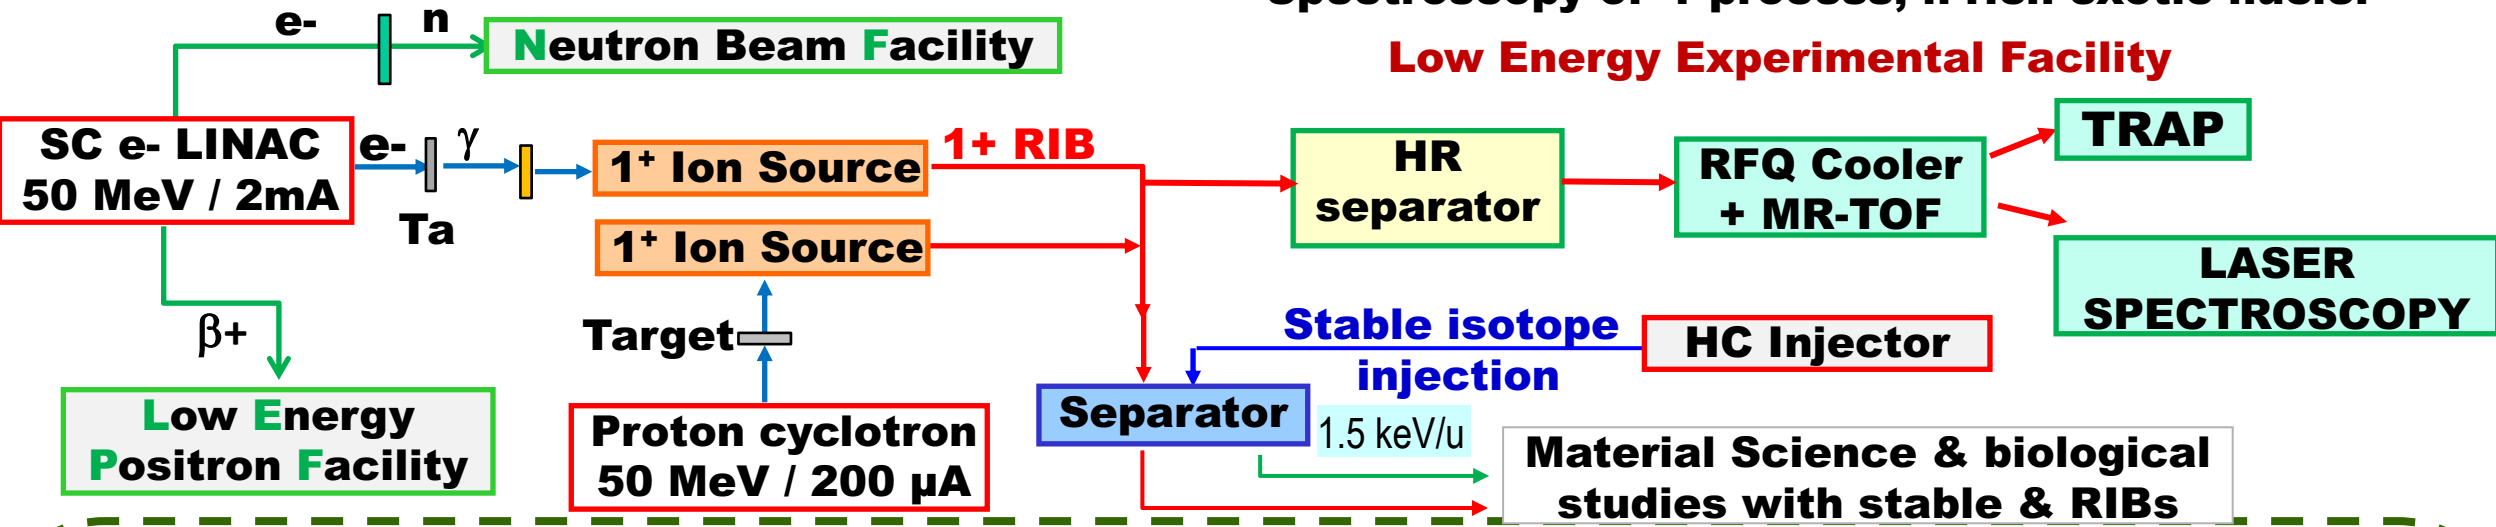 e-
n
Neutron Beam Facility
Low Energy Experimental Facility
SC e- LINAC
50 MeV / 2mA
e-
γ
Ta
1+ Ion Source
1+ RIB
HR
separator
RFQ Cooler
+ MR-TOF
TRAP
1+ Ion Source
LASER
SPECTROSCOPY
β+
Target
Stable isotope
injection
HC Injector
Low Energy
Positron Facility
Proton cyclotron
50 MeV / 200 µA
Separator
1.5 keV/u
Material Science & biological
studies with stable & RIBs